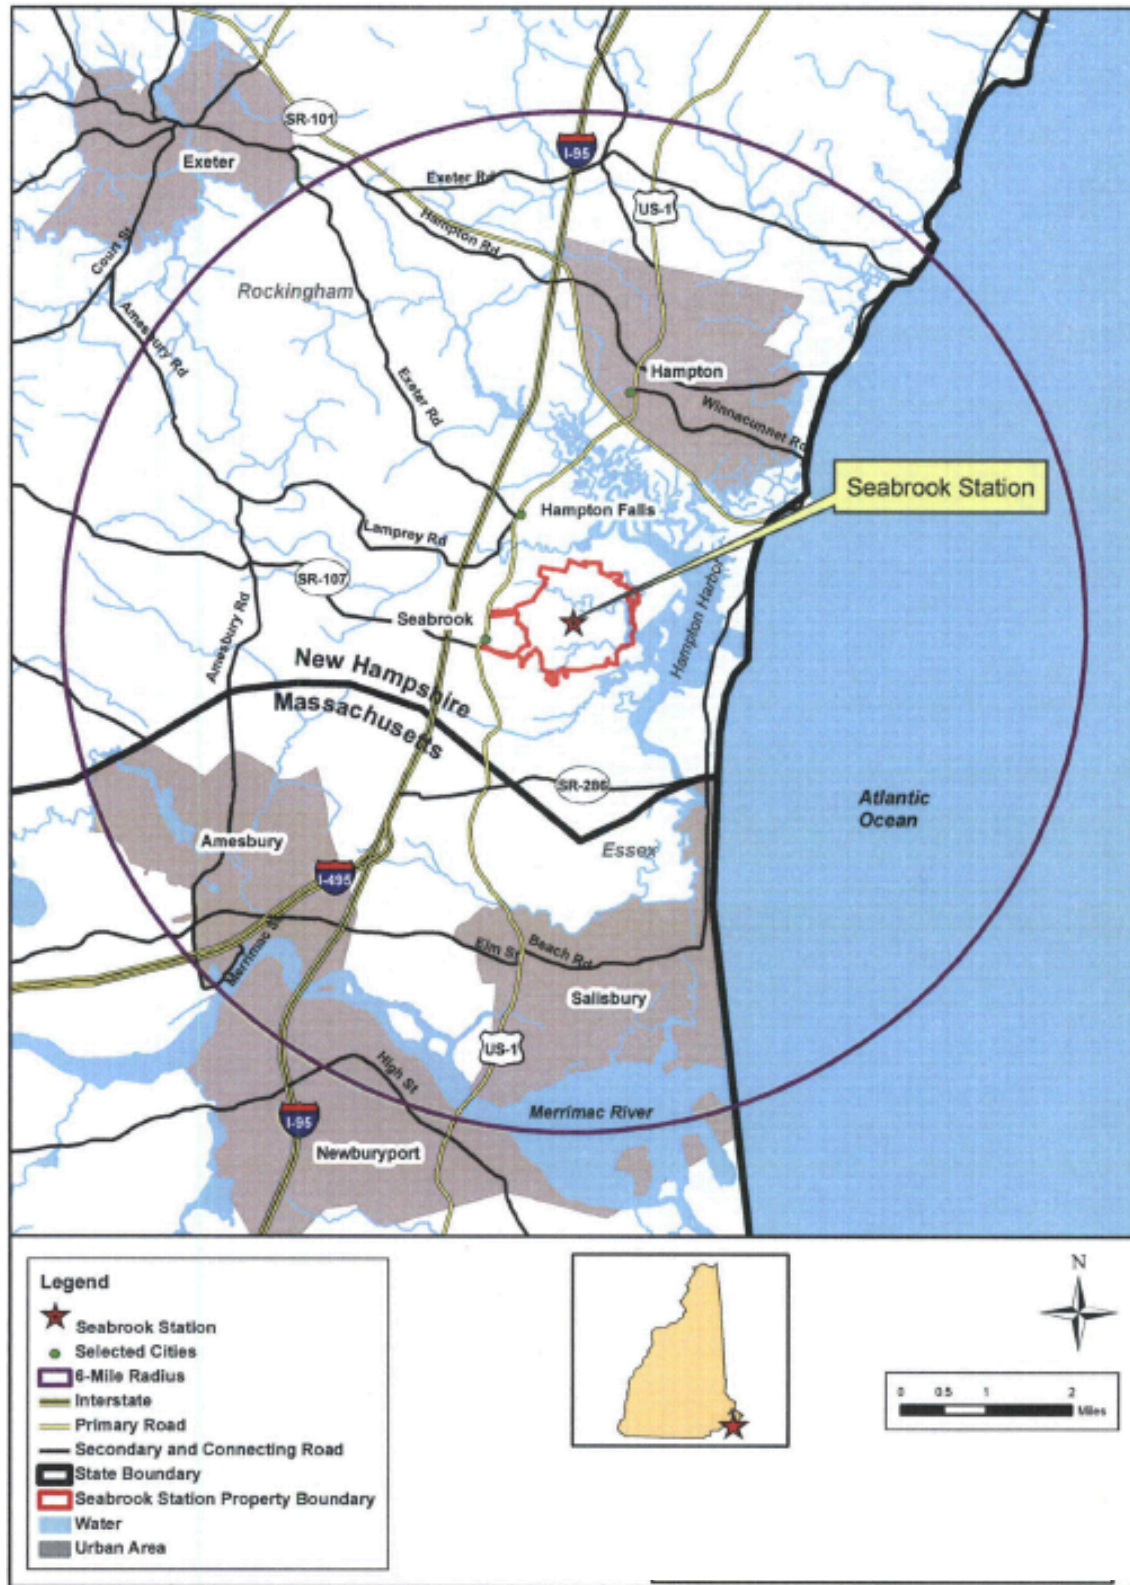 SR-101
I-95
Exeter
Exeter Rd
US-1
Hampton Rd
Court St
Rockingham
Amesbury Rd
Hampton
Exeter Rd
Winnacunnet Rd
Seabrook Station
Hampton Falls
Lamprey Rd
SR-107
Hampton Harbor
Amesbury Rd
Seabrook
New Hampshire
Massachusetts
SR-286
Atlantic
Ocean
Amesbury
Essex
I-495
Merrimac St
Elm St
Beach Rd
Salisbury
US-1
High St
I-95
Merrimac River
Newburyport
Legend
Seabrook Station
Selected Cities
6-Mile Radius
Interstate
Primary Road
Secondary and Connecting Road
State Boundary
Seabrook Station Property Boundary
Water
Urban Area
N
0 0.5 1 2
Miles